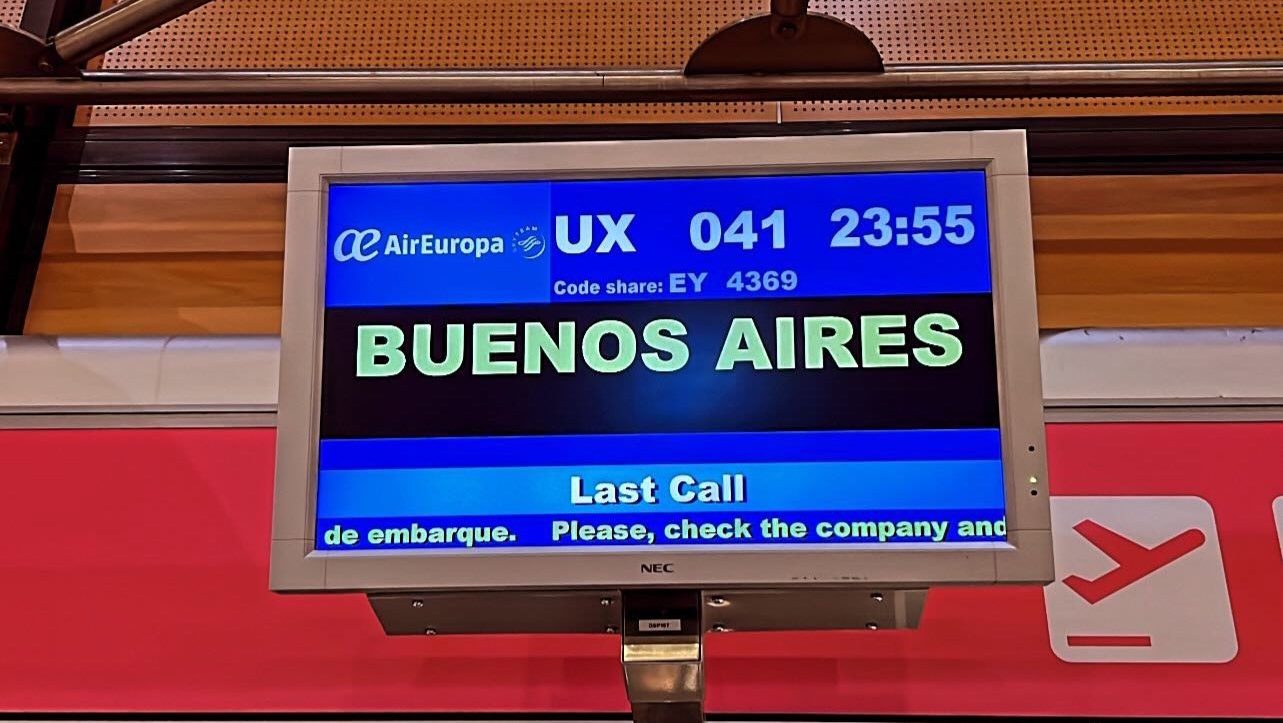 AirEuropa SKYTEAM UX 041 23:55
Code share: EY 4369
BUENOS AIRES
Last Call
de embarque. Please, check the company and
NEC